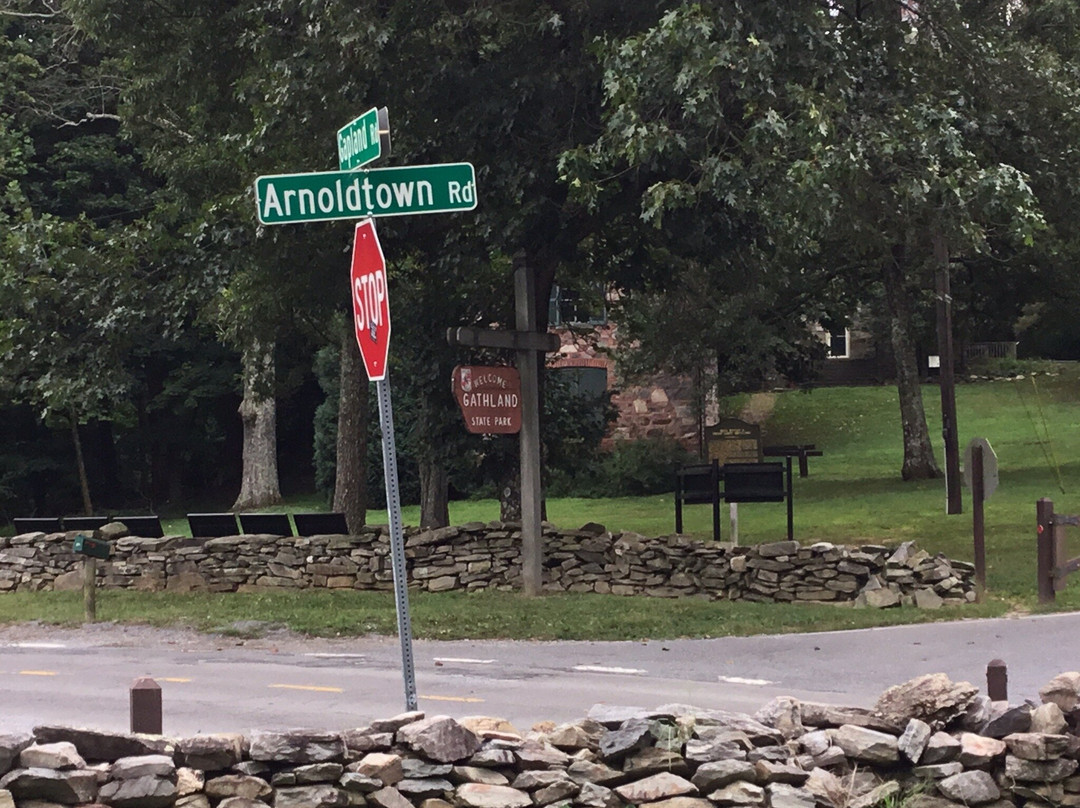 Gapland Rd
Arnoldtown Rd
STOP
WELCOME
GATHLAND
STATE PARK